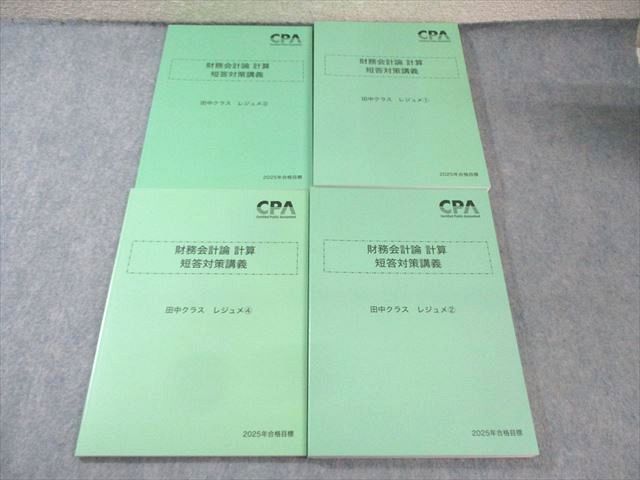 CPA
財務会計論 計算
短答対策講義
田中クラス レジュメ③
2025年合格目標
CPA
財務会計論 計算
短答対策講義
田中クラス レジュメ①
2025年合格目標
CPA
Certified Public Accountant
財務会計論 計算
短答対策講義
田中クラス レジュメ④
2025年合格目標
CPA
Certified Public Accountant
財務会計論 計算
短答対策講義
田中クラス レジュメ②
2025年合格目標